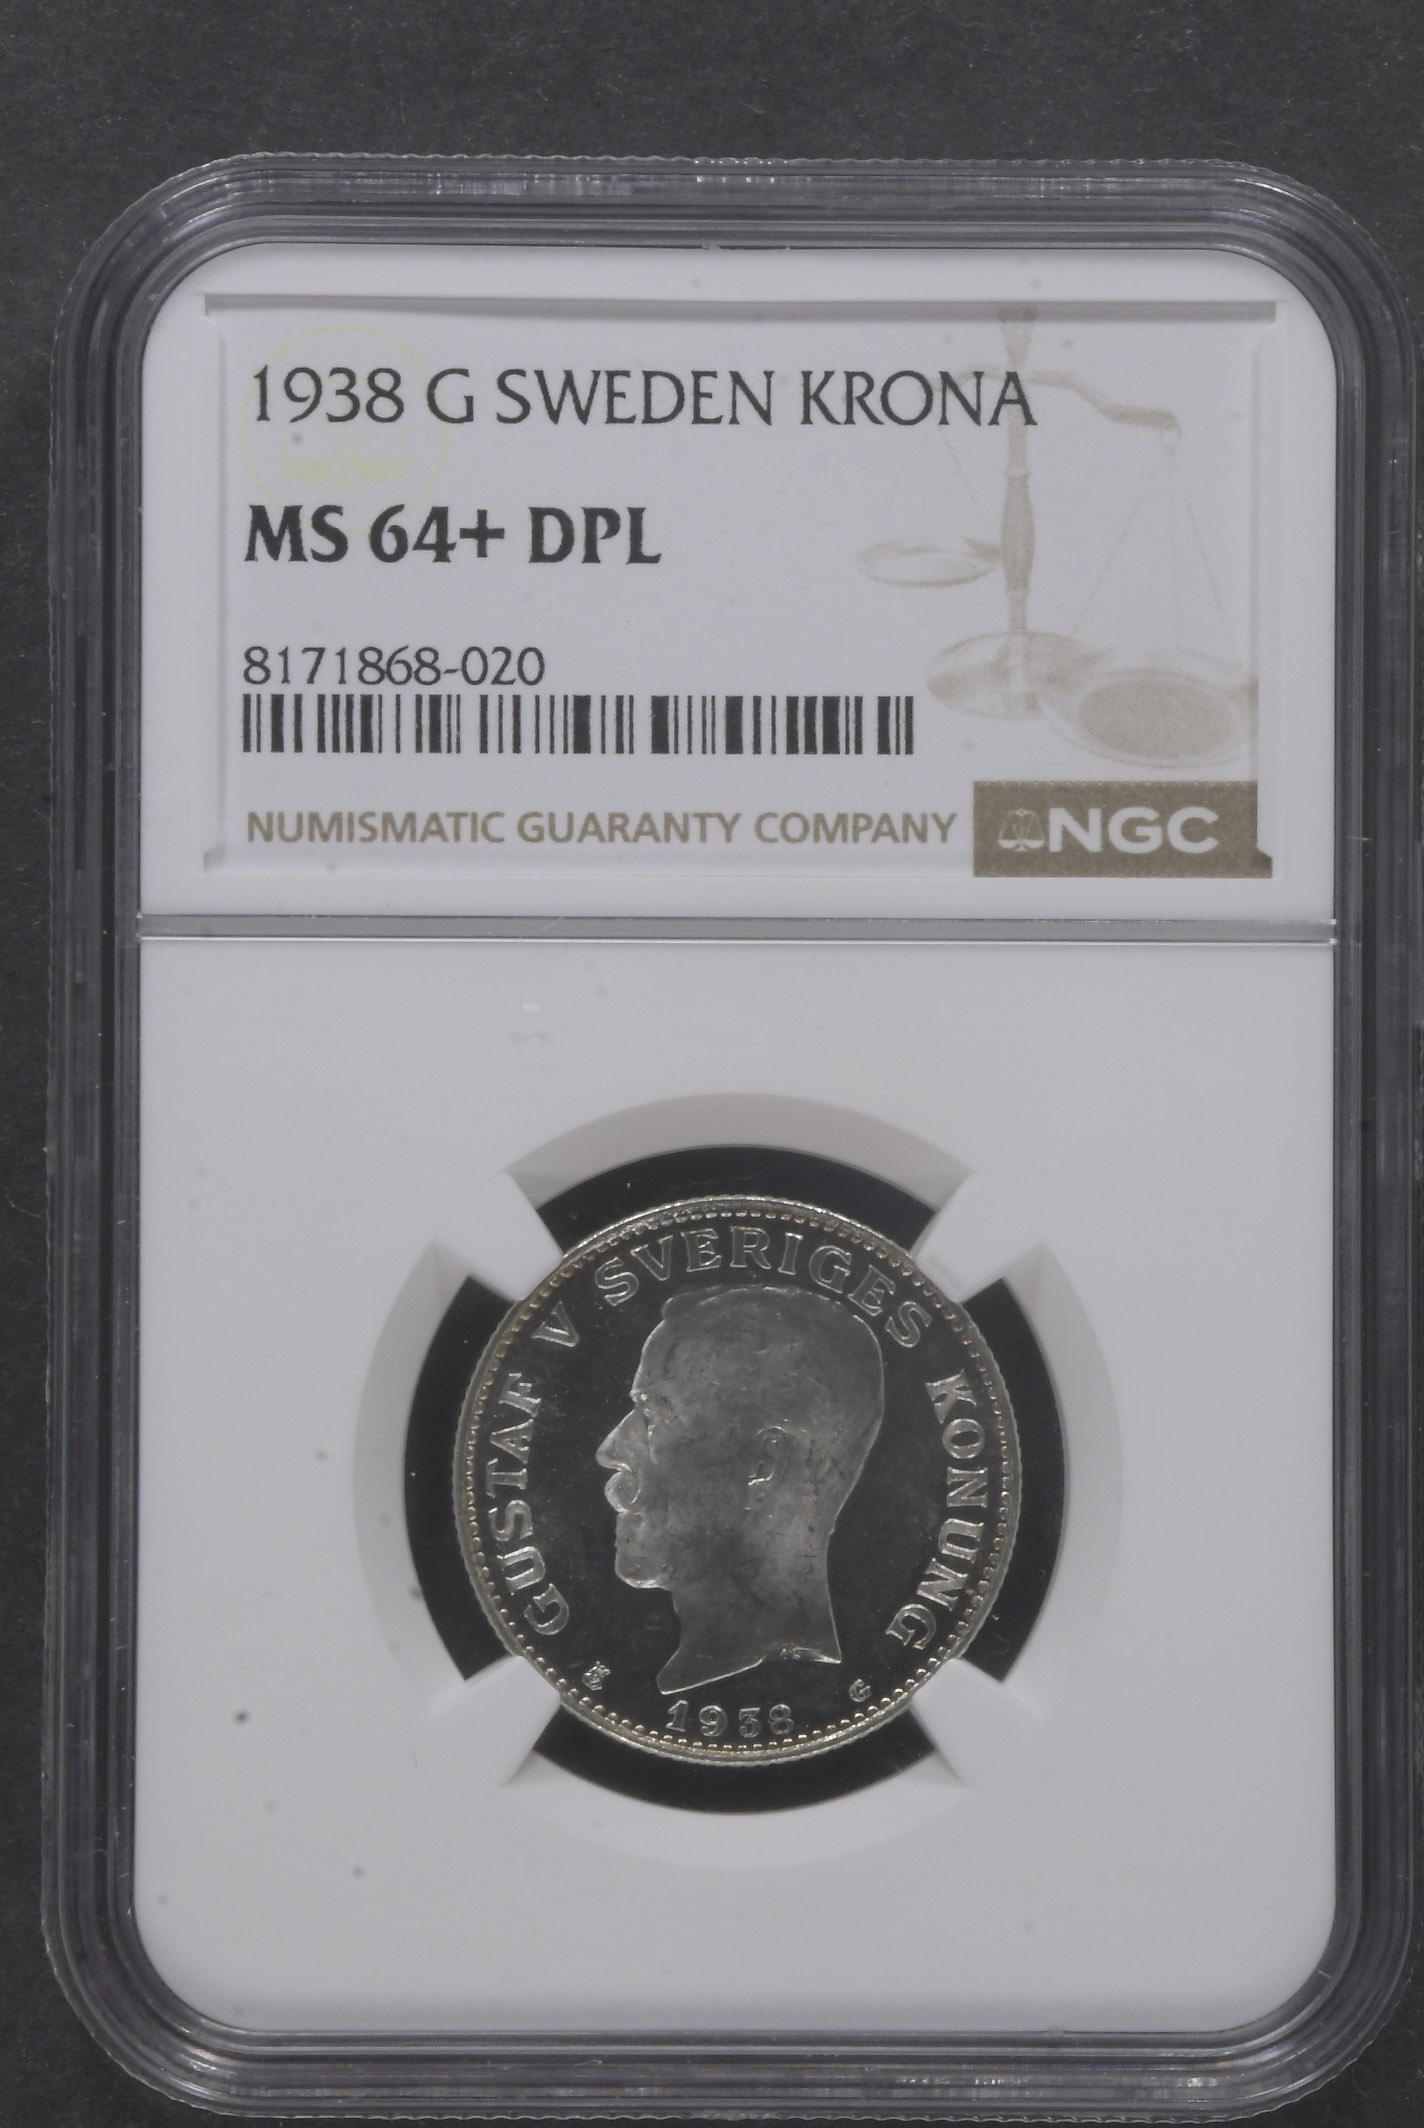 1938 G SWEDEN KRONA
MS 64+ DPL
8171868-020
NUMISMATIC GUARANTY COMPANY NGC
GUSTAF V SVERIGES KONUNG
G
1938